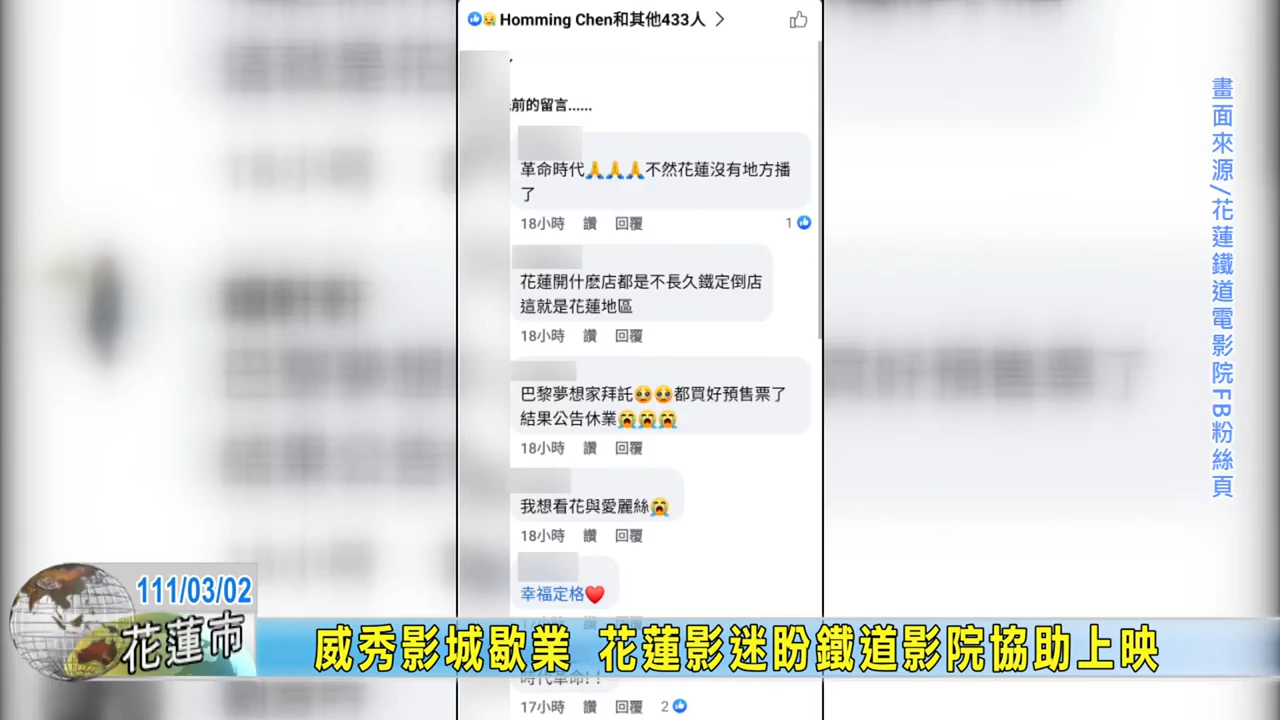 Homming Chen和其他433人
前的留言......
革命時代🙏🙏🙏不然花蓮沒有地方播
了
18小時 讚 回覆 1
花蓮開什麼店都是不長久鐵定倒店
這就是花蓮地區
18小時 讚 回覆
巴黎夢想家拜託🥺🥺都買好預售票了
結果公告休業😭😭😭
18小時 讚 回覆
我想看花與愛麗絲😭
18小時 讚 回覆
幸福定格❤️
時代革命!!
17小時 讚 回覆 2
畫面來源/花蓮鐵道電影院FB粉絲頁
111/03/02
花蓮市
威秀影城歇業 花蓮影迷盼鐵道影院協助上映